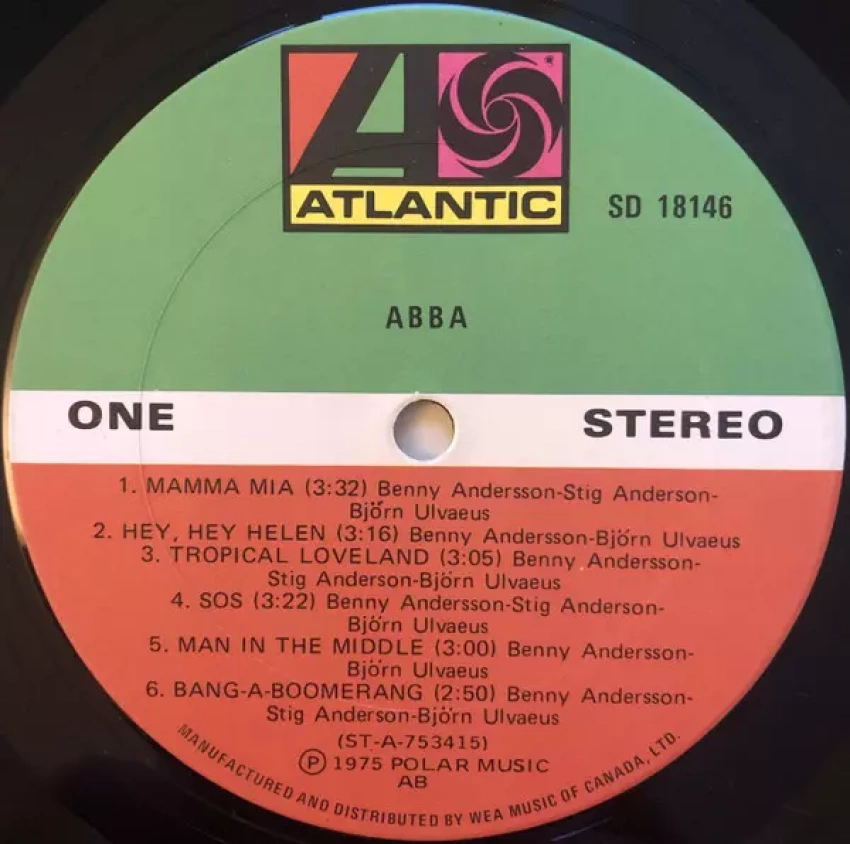 ATLANTIC
SD 18146
ABBA
ONE
STEREO
1. MAMMA MIA (3:32) Benny Andersson-Stig Anderson-
Björn Ulvaeus
2. HEY, HEY HELEN (3:16) Benny Andersson-Björn Ulvaeus
3. TROPICAL LOVELAND (3:05) Benny Andersson-
Stig Anderson-Björn Ulvaeus
4. SOS (3:22) Benny Andersson-Stig Anderson-
Björn Ulvaeus
5. MAN IN THE MIDDLE (3:00) Benny Andersson-
Björn Ulvaeus
6. BANG-A-BOOMERANG (2:50) Benny Andersson-
Stig Anderson-Björn Ulvaeus
(ST-A-753415)
Ⓟ 1975 POLAR MUSIC
AB
MANUFACTURED AND DISTRIBUTED BY WEA MUSIC OF CANADA, LTD.